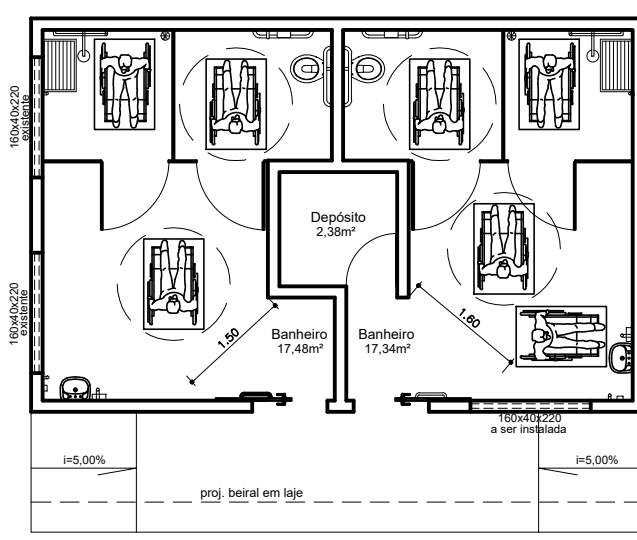 160x40x220
existente
Depósito
2,38m²
160x40x220
existente
1.50
Banheiro
17,48m²
Banheiro
17,34m²
1.60
160x40x220
a ser instalada
i=5,00%
i=5,00%
proj. beiral em laje